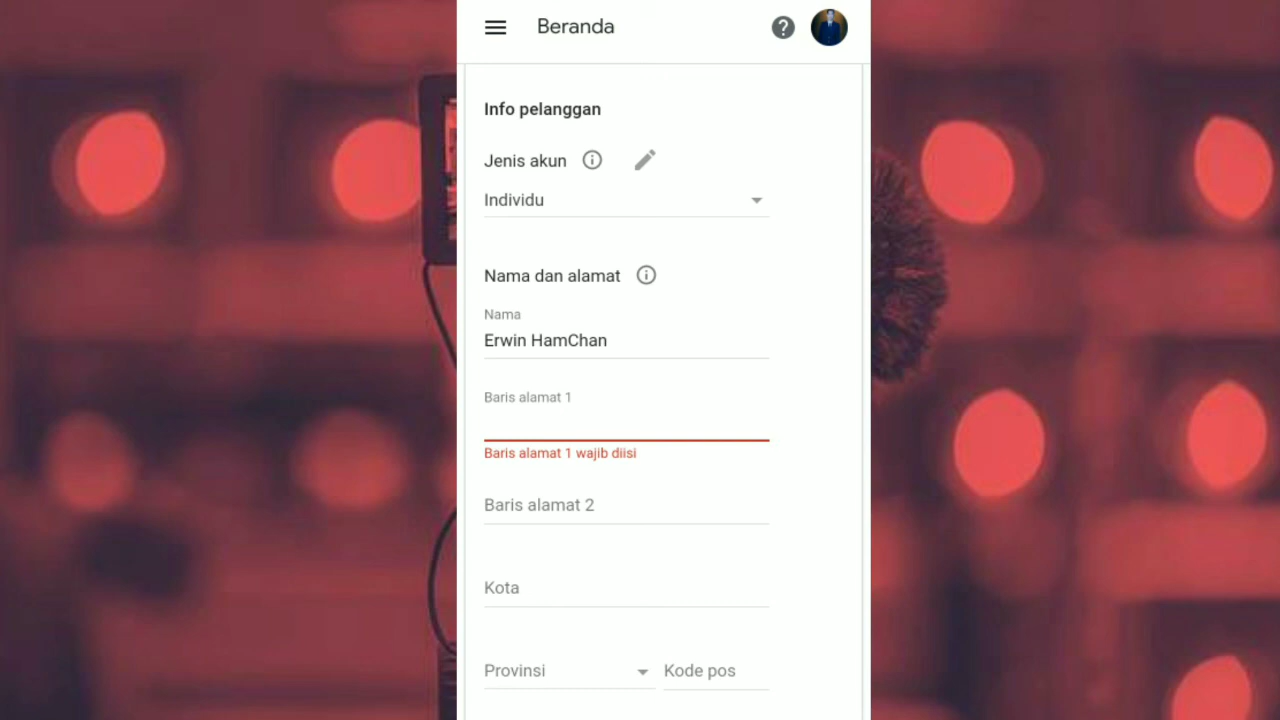 Beranda
Info pelanggan
Jenis akun
Individu
Nama dan alamat
Nama
Erwin HamChan
Baris alamat 1
Baris alamat 1 wajib diisi
Baris alamat 2
Kota
Provinsi Kode pos